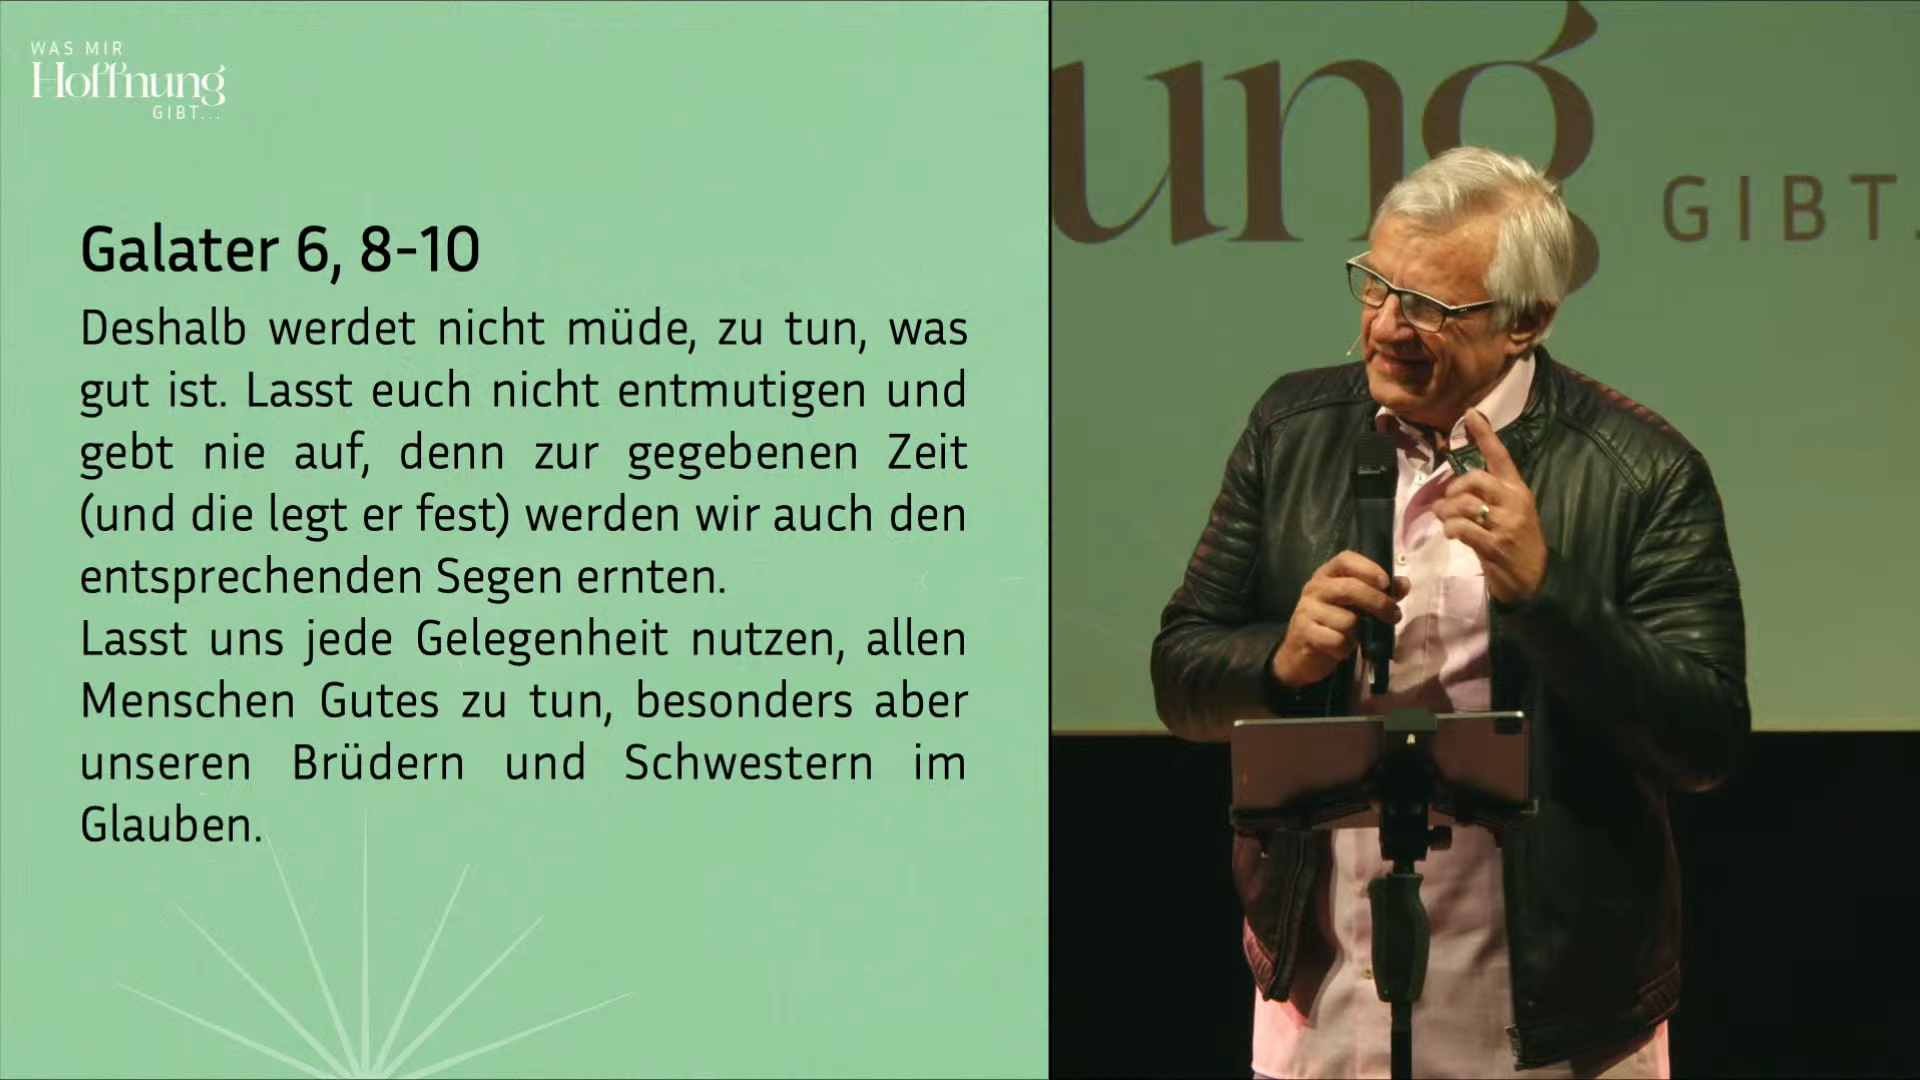 WAS MIR
Hoffnung
GIBT...
Galater 6, 8-10
Deshalb werdet nicht müde, zu tun, was
gut ist. Lasst euch nicht entmutigen und
gebt nie auf, denn zur gegebenen Zeit
(und die legt er fest) werden wir auch den
entsprechenden Segen ernten.
Lasst uns jede Gelegenheit nutzen, allen
Menschen Gutes zu tun, besonders aber
unseren Brüdern und Schwestern im
Glauben.
ung
GIBT.